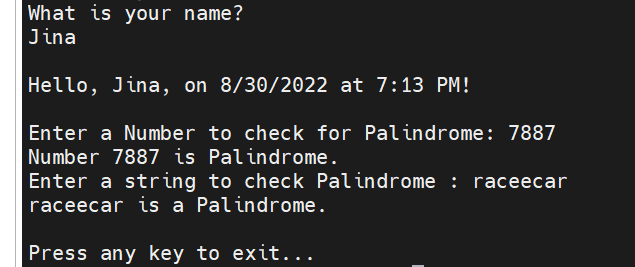 What is your name?
Jina
Hello, Jina, on 8/30/2022 at 7:13 PM!
Enter a Number to check for Palindrome: 7887
Number 7887 is Palindrome.
Enter a string to check Palindrome : raceecar
raceecar is a Palindrome.
Press any key to exit...